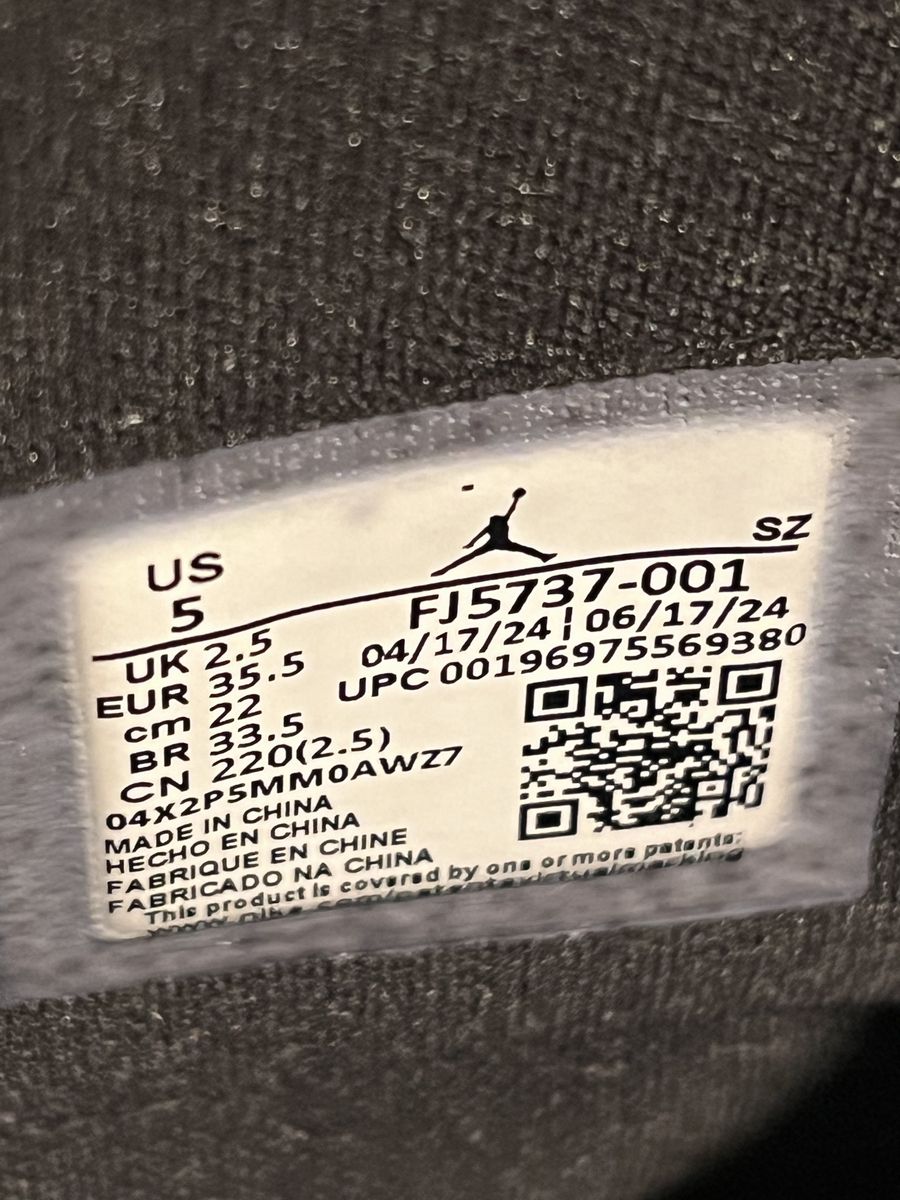 SZ
US
5
FJ5737-001
04/17/24 | 06/17/24
UPC 00196975569380
UK 2.5
EUR 35.5
cm 22
BR 33.5
CN 220(2.5)
04X2P5MM0AWZ7
MADE IN CHINA
HECHO EN CHINA
FABRIQUE EN CHINE
FABRICADO NA CHINA
This product is covered by one or more patents: